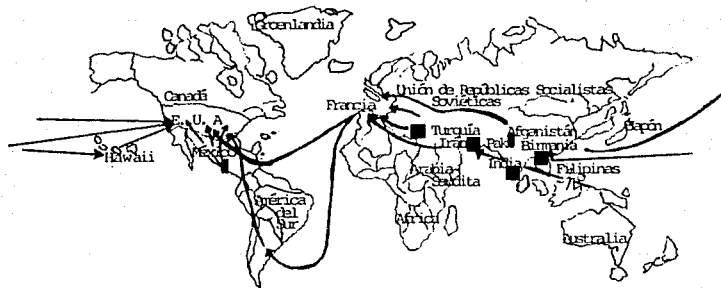 Groenlandia
Canadá
Unión de Repúblicas Socialistas
Soviéticas
Francia
E. U. A
Japón
Turquía
Afganistán
Irán
Pak.
Birmania
Hawaii
México
India
Filipinas
Arabia
Saudita
América
del
Sur
Africa
Australia